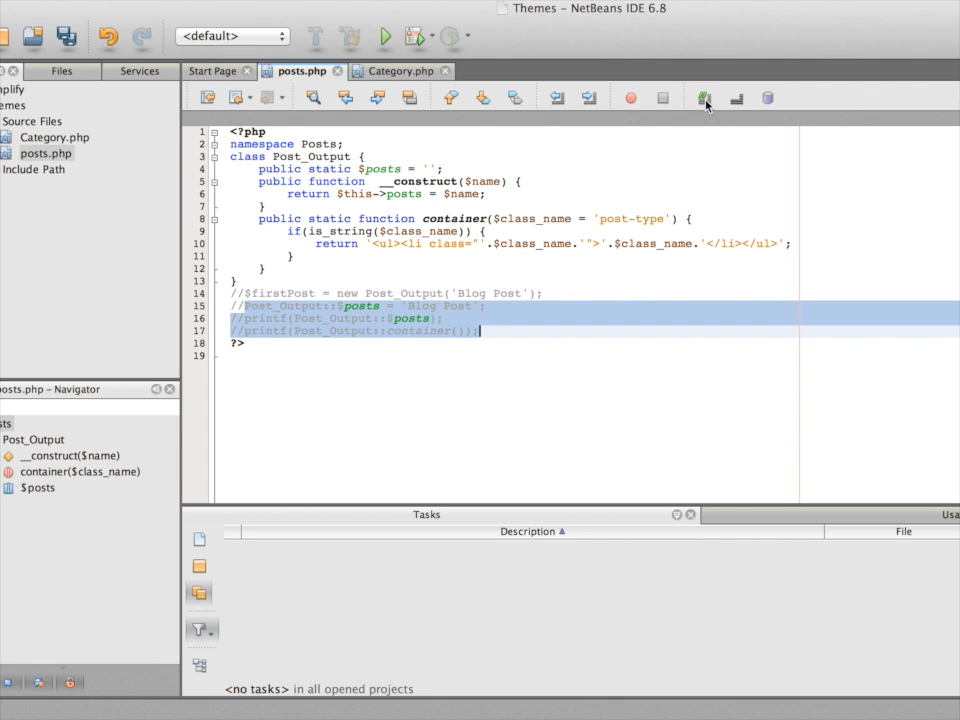 Themes – NetBeans IDE 6.8
<default>
Files
Services
Start Page
posts.php
Category.php
mplify
emes
Source Files
Category.php
posts.php
Include Path
1 <?php
2 namespace Posts;
3 class Post_Output {
4 public static $posts = '';
5 public function __construct($name) {
6 return $this->posts = $name;
7 }
8 public static function container($class_name = 'post-type') {
9 if(is_string($class_name)) {
10 return '<ul><li class="'.$class_name.'">'.$class_name.'</li></ul>';
11 }
12 }
13 }
14 //$firstPost = new Post_Output('Blog Post');
15 //Post_Output::$posts = 'Blog Post';
16 //printf(Post_Output::$posts);
17 //printf(Post_Output::container());
18 ?>
19
posts.php – Navigator
sts
Post_Output
__construct($name)
container($class_name)
$posts
Tasks
Usa
Description
File
<no tasks> in all opened projects